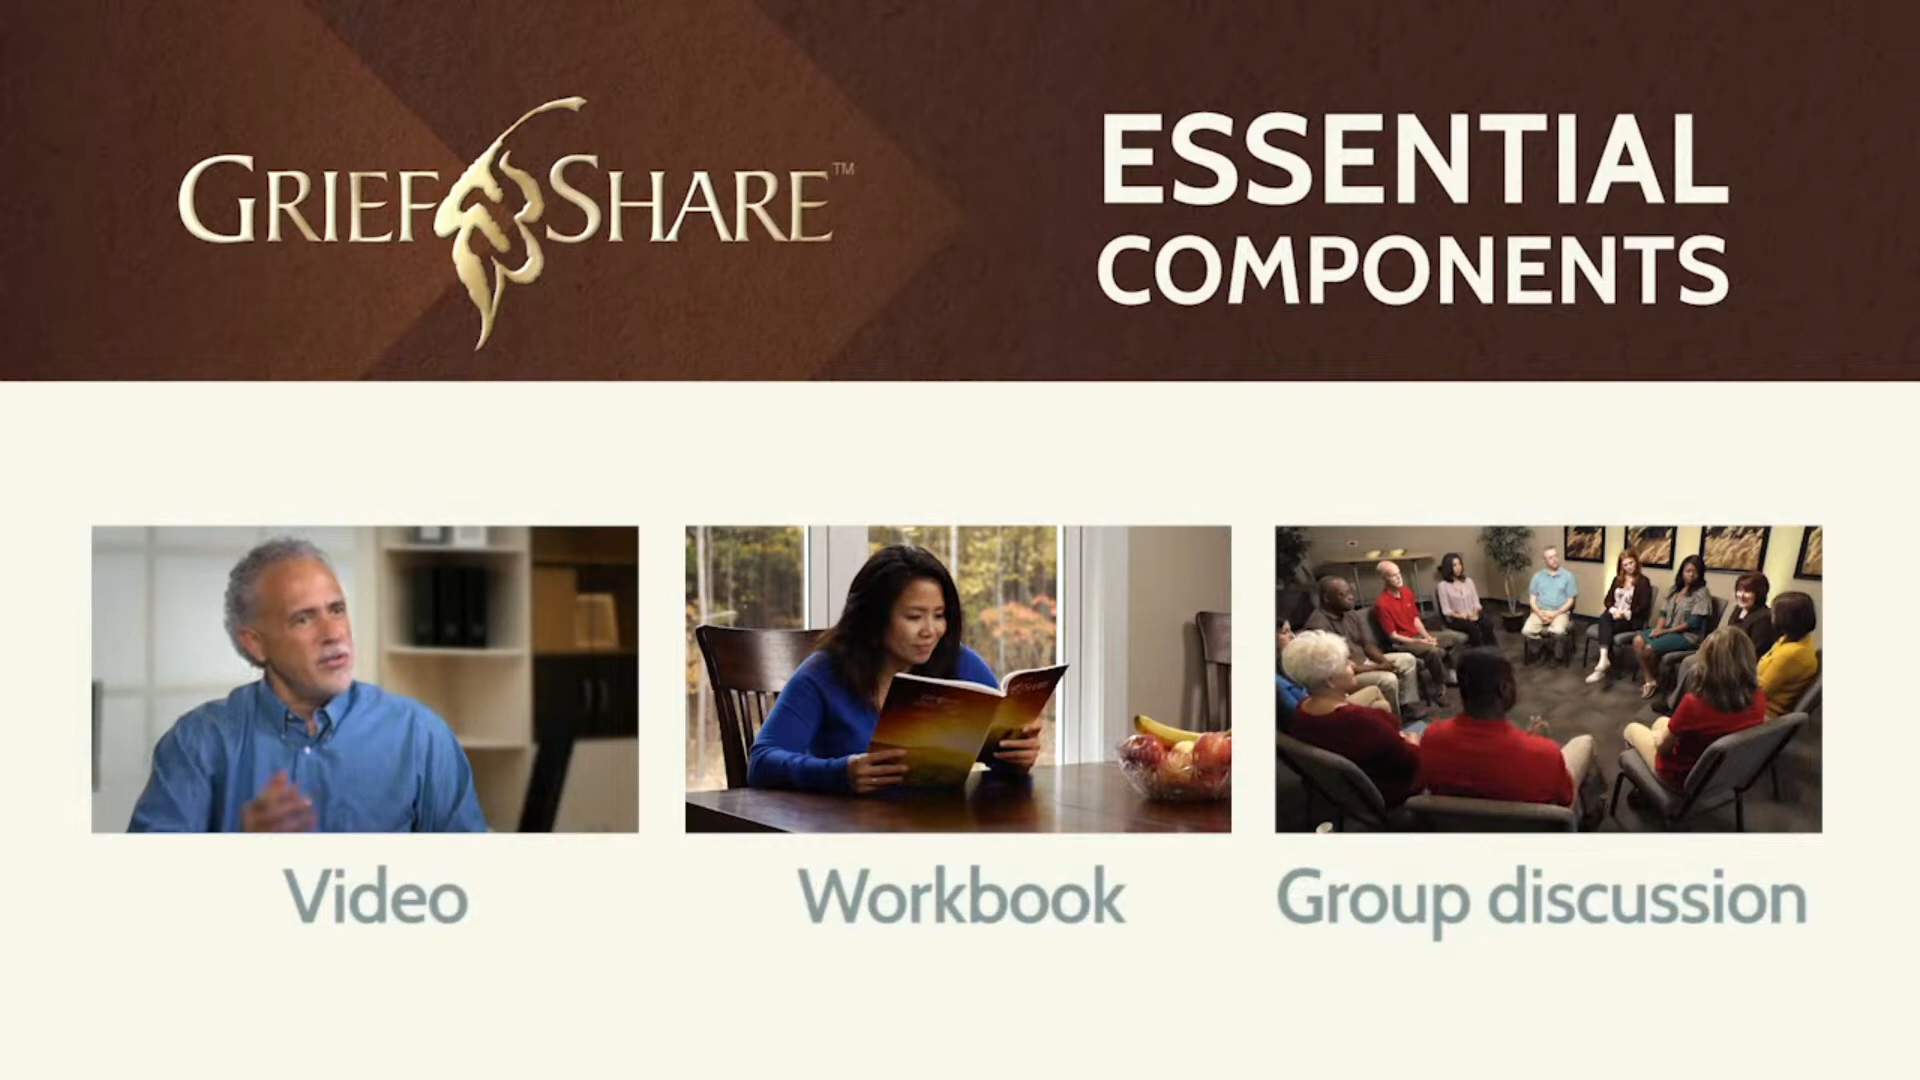 GRIEFSHARE™
ESSENTIAL
COMPONENTS
Video
Workbook
Group discussion